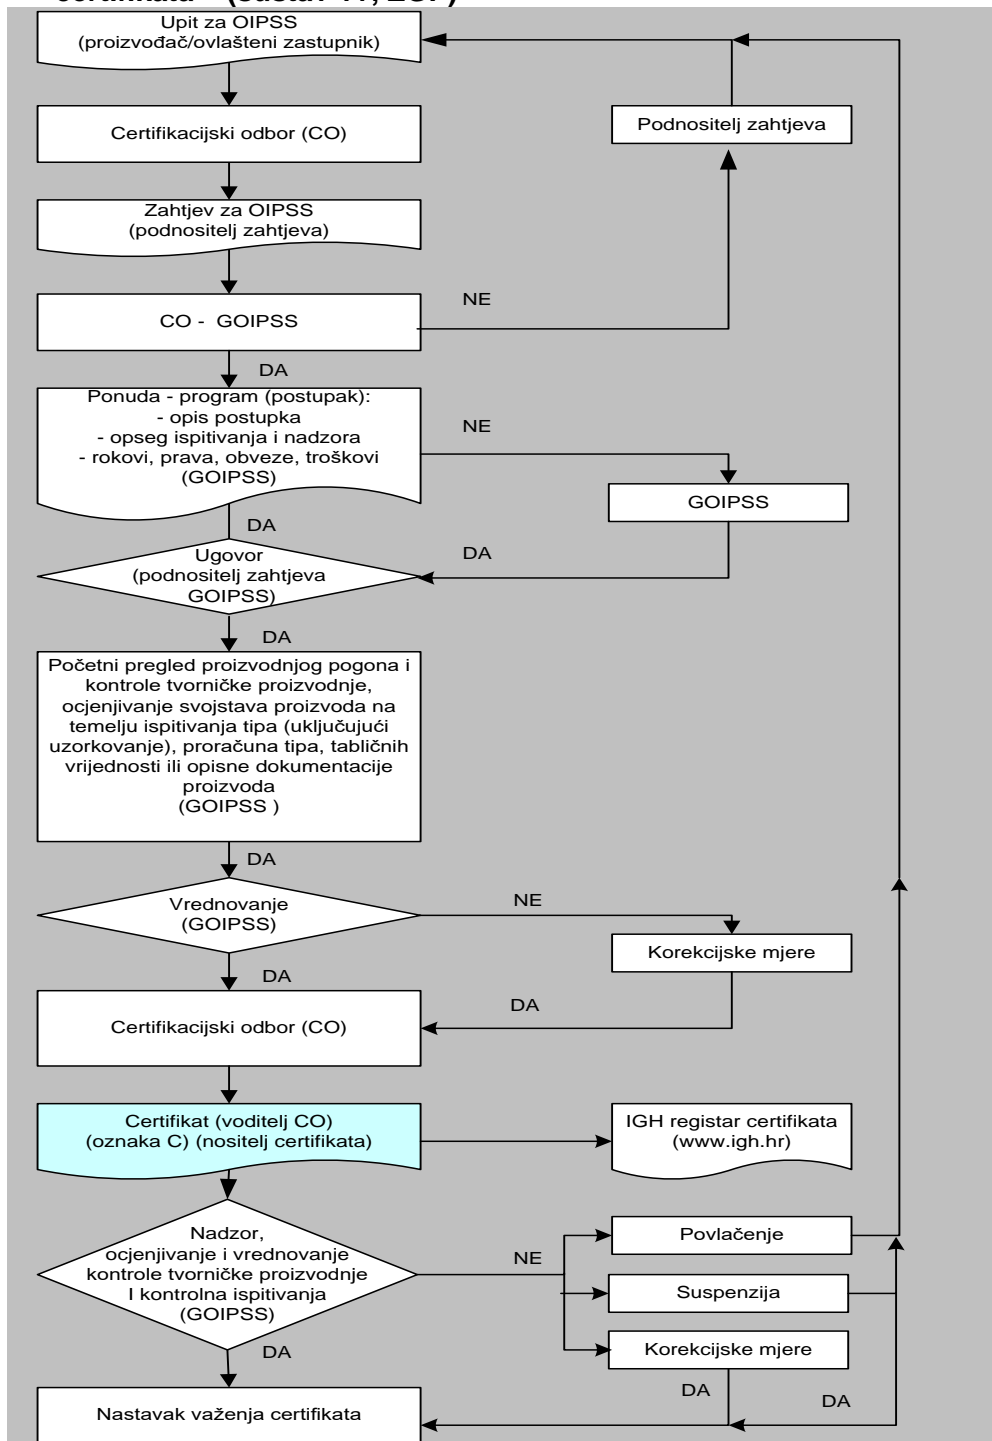 Upit za OIPSS
(proizvođač/ovlašteni zastupnik)
Certifikacijski odbor (CO)
Podnositelj zahtjeva
Zahtjev za OIPSS
(podnositelj zahtjeva)
NE
CO - GOIPSS
DA
Ponuda - program (postupak):
- opis postupka
- opseg ispitivanja i nadzora
- rokovi, prava, obveze, troškovi
(GOIPSS)
NE
GOIPSS
DA
DA
Ugovor
(podnositelj zahtjeva
GOIPSS)
DA
Početni pregled proizvodnjog pogona i
kontrole tvorničke proizvodnje,
ocjenjivanje svojstava proizvoda na
temelju ispitivanja tipa (uključujući
uzorkovanje), proračuna tipa, tabličnih
vrijednosti ili opisne dokumentacije
proizvoda
(GOIPSS )
DA
Vrednovanje
(GOIPSS)
NE
Korekcijske mjere
DA
DA
Certifikacijski odbor (CO)
Certifikat (voditelj CO)
(oznaka C) (nositelj certifikata)
IGH registar certifikata
(www.igh.hr)
Nadzor,
ocjenjivanje i vrednovanje
kontrole tvorničke proizvodnje
I kontrolna ispitivanja
(GOIPSS)
NE
Povlačenje
Suspenzija
Korekcijske mjere
DA
DA
DA
Nastavak važenja certifikata